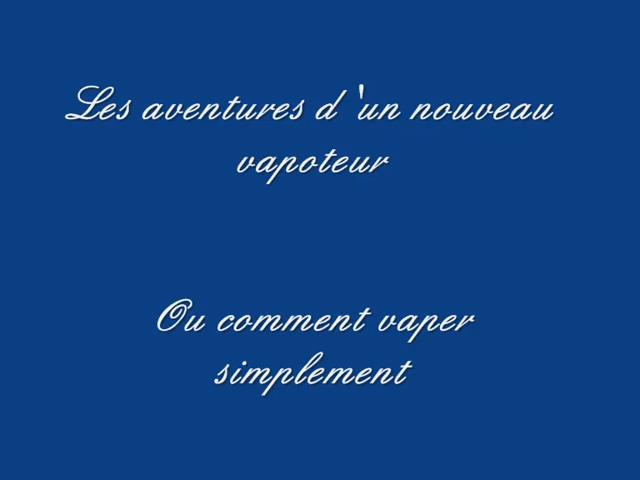 Les aventures d 'un nouveau
vapoteur
Ou comment vaper
simplement